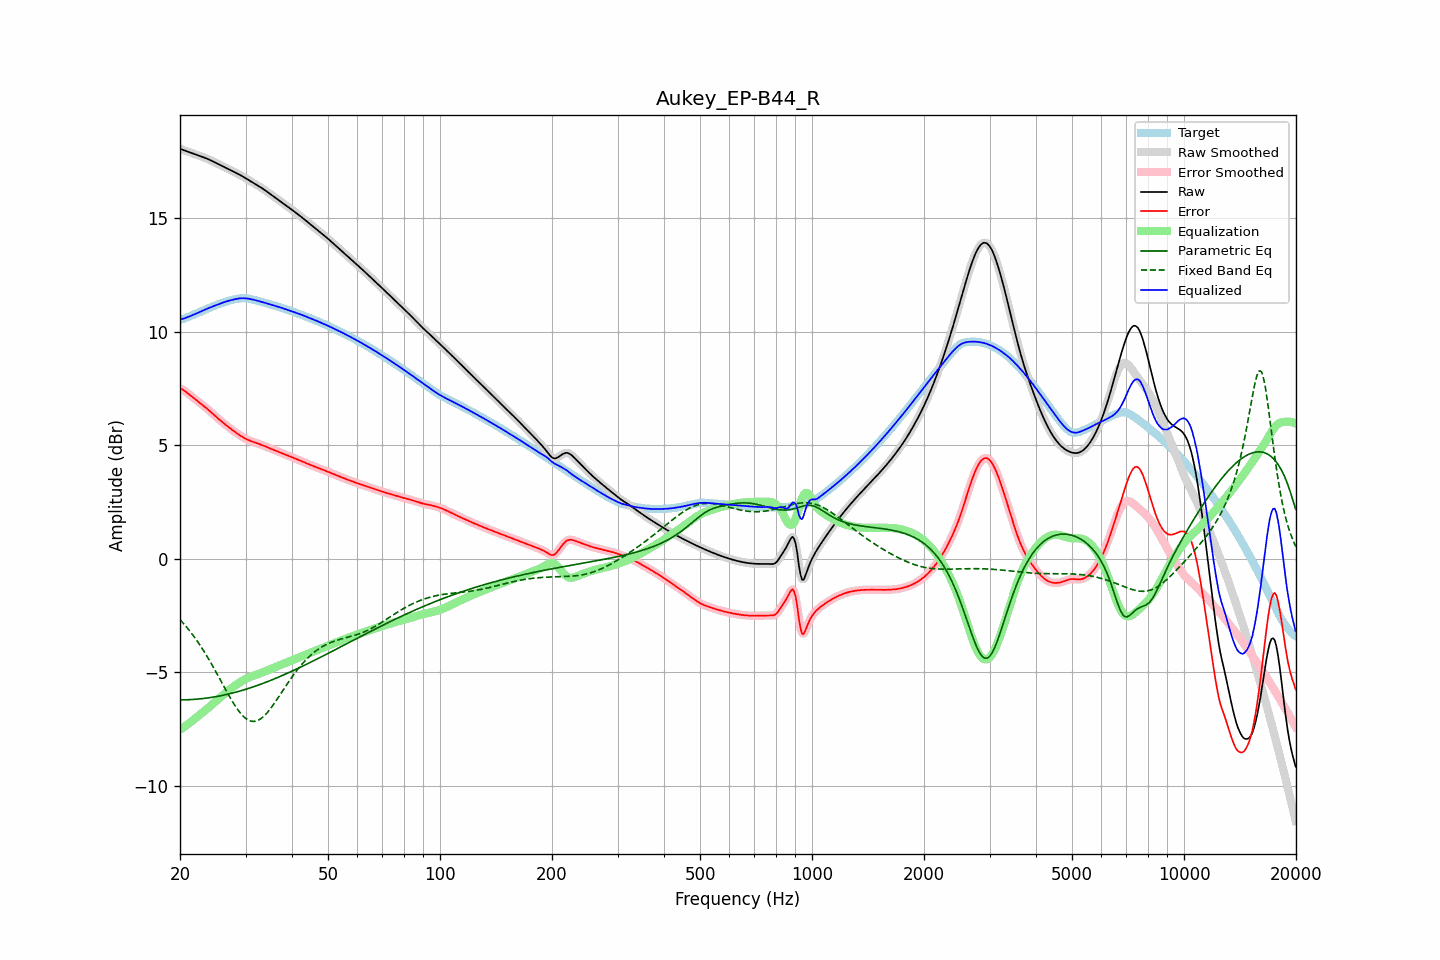 Aukey_EP-B44_R
Target
Raw Smoothed
Error Smoothed
Raw
Error
Equalization
Parametric Eq
Fixed Band Eq
Equalized
Amplitude (dBr)
15
10
5
0
−5
−10
20
50
100
200
500
1000
2000
5000
10000
20000
Frequency (Hz)